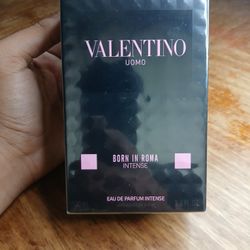 VALENTINO
UOMO
BORN IN ROMA
INTENSE
EAU DE PARFUM INTENSE